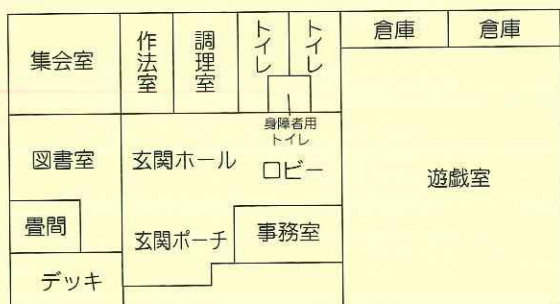 集会室
作法室
調理室
トイレ
トイレ
倉庫
倉庫
身障者用
トイレ
図書室
玄関ホール
ロビー
遊戯室
畳間
玄関ポーチ
事務室
デッキ